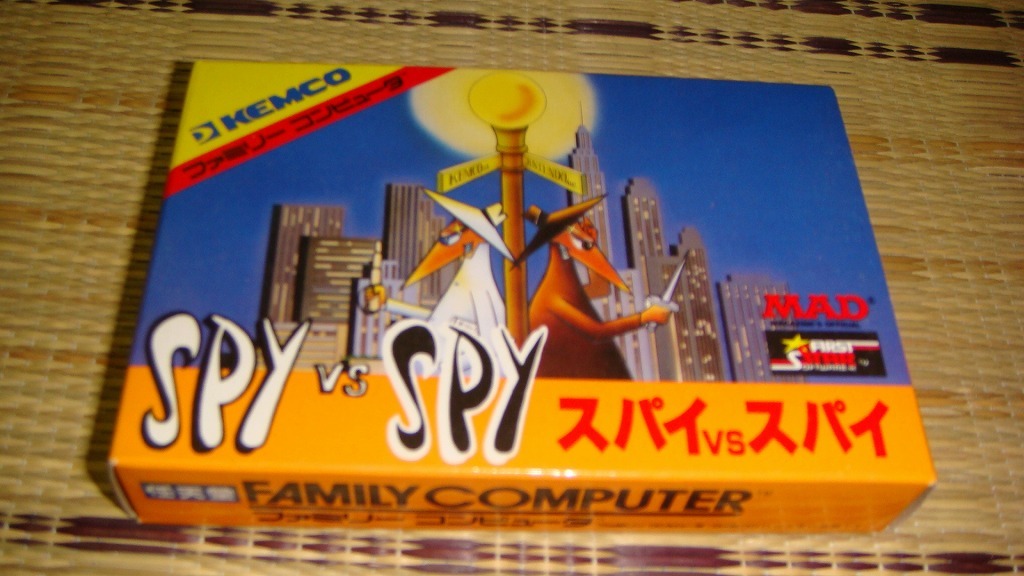 KEMCO
ファミリー コンピュータ
KEMCO
MAD
FIRST
STAR
SOFTWARE
SPY vs SPY
スパイvsスパイ
FAMILY COMPUTER™
ファミリー コンピュータ